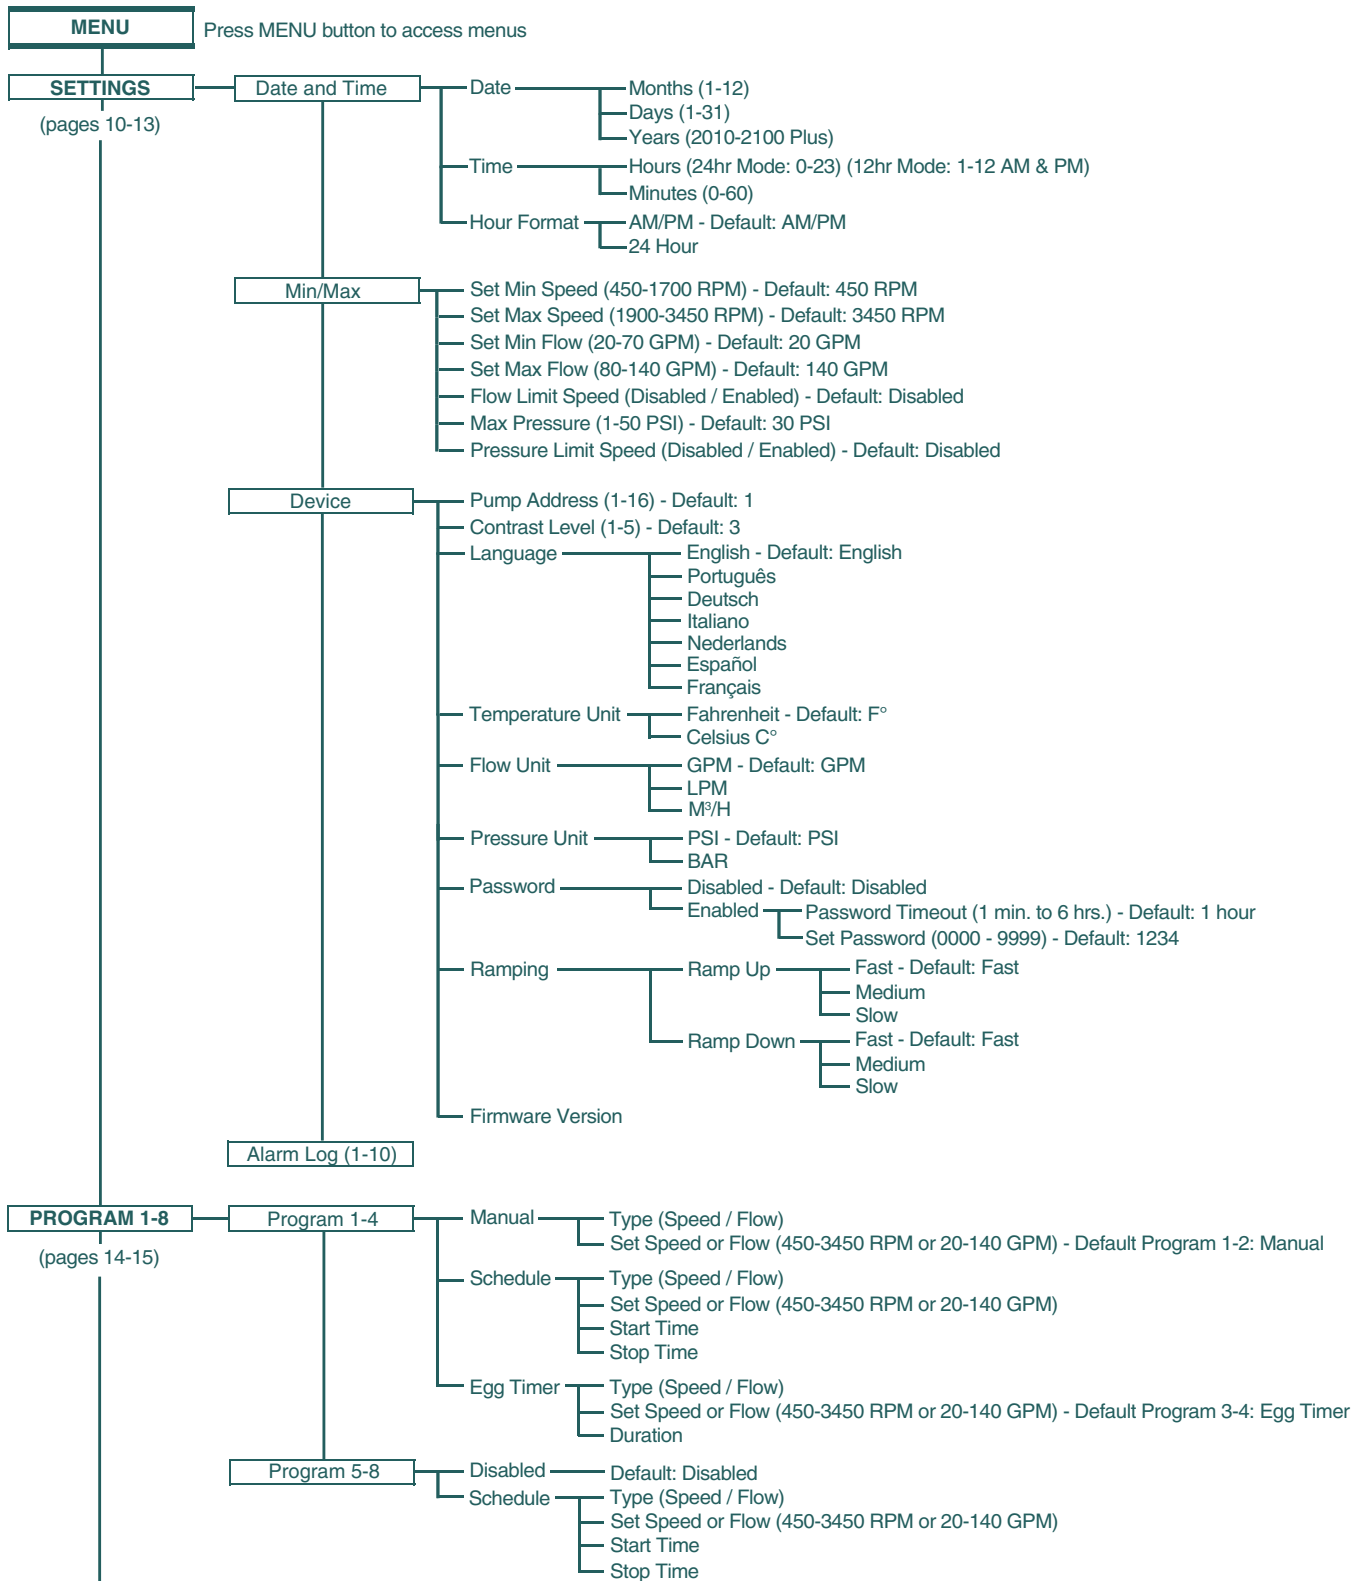 MENU
Press MENU button to access menus
SETTINGS
(pages 10-13)
Date and Time
Date
Months (1-12)
Days (1-31)
Years (2010-2100 Plus)
Time
Hours (24hr Mode: 0-23) (12hr Mode: 1-12 AM & PM)
Minutes (0-60)
Hour Format
AM/PM - Default: AM/PM
24 Hour
Min/Max
Set Min Speed (450-1700 RPM) - Default: 450 RPM
Set Max Speed (1900-3450 RPM) - Default: 3450 RPM
Set Min Flow (20-70 GPM) - Default: 20 GPM
Set Max Flow (80-140 GPM) - Default: 140 GPM
Flow Limit Speed (Disabled / Enabled) - Default: Disabled
Max Pressure (1-50 PSI) - Default: 30 PSI
Pressure Limit Speed (Disabled / Enabled) - Default: Disabled
Device
Pump Address (1-16) - Default: 1
Contrast Level (1-5) - Default: 3
Language
English - Default: English
Português
Deutsch
Italiano
Nederlands
Español
Français
Temperature Unit
Fahrenheit - Default: F°
Celsius C°
Flow Unit
GPM - Default: GPM
LPM
M³/H
Pressure Unit
PSI - Default: PSI
BAR
Password
Disabled - Default: Disabled
Enabled
Password Timeout (1 min. to 6 hrs.) - Default: 1 hour
Set Password (0000 - 9999) - Default: 1234
Ramping
Ramp Up
Fast - Default: Fast
Medium
Slow
Ramp Down
Fast - Default: Fast
Medium
Slow
Firmware Version
Alarm Log (1-10)
PROGRAM 1-8
(pages 14-15)
Program 1-4
Manual
Type (Speed / Flow)
Set Speed or Flow (450-3450 RPM or 20-140 GPM) - Default Program 1-2: Manual
Schedule
Type (Speed / Flow)
Set Speed or Flow (450-3450 RPM or 20-140 GPM)
Start Time
Stop Time
Egg Timer
Type (Speed / Flow)
Set Speed or Flow (450-3450 RPM or 20-140 GPM) - Default Program 3-4: Egg Timer
Duration
Program 5-8
Disabled
Default: Disabled
Schedule
Type (Speed / Flow)
Set Speed or Flow (450-3450 RPM or 20-140 GPM)
Start Time
Stop Time